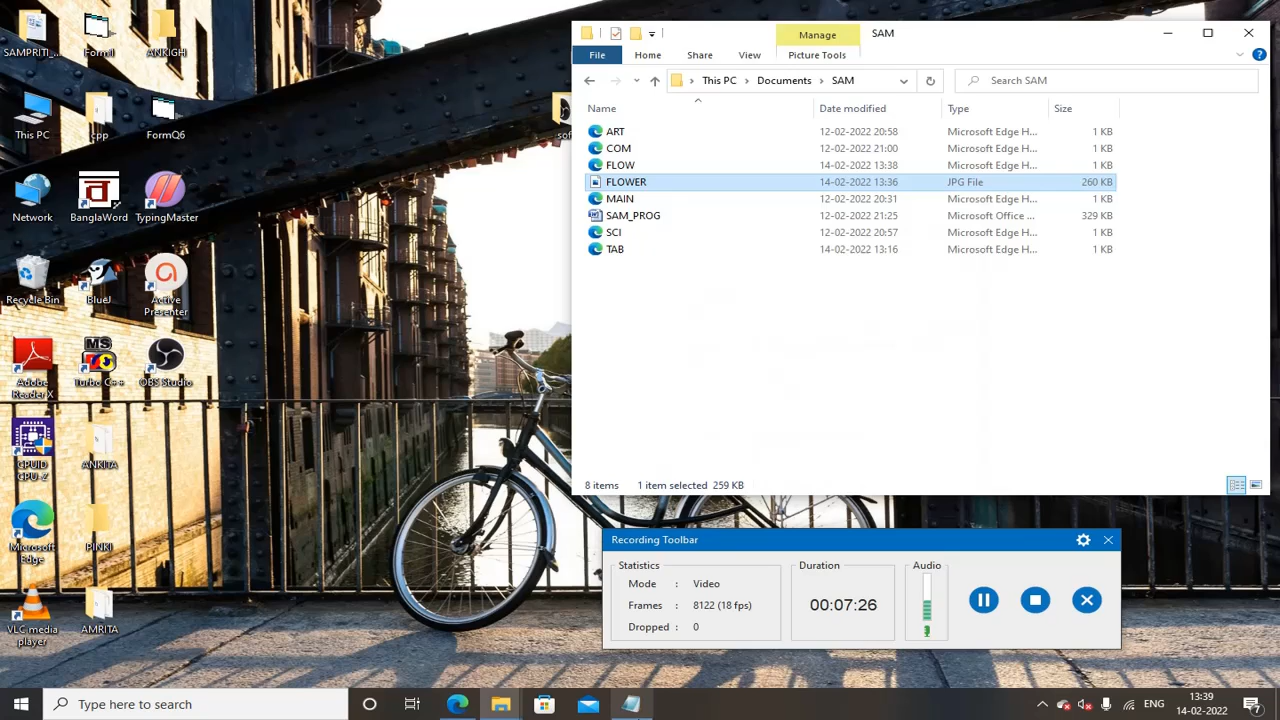 SAMPRITI_...
Form1
ANKIGH
This PC
cpp
FormQ6
Network
BanglaWord
TypingMaster
Recycle Bin
BlueJ
Active
Presenter
Adobe
Reader X
MS
Turbo C++
OBS Studio
CPUID
CPU-Z
ANKITA
Microsoft
Edge
PINKI
VLC media
player
AMRITA
sof
Manage
SAM
File
Home
Share
View
Picture Tools
This PC
Documents
SAM
Search SAM
Name
Date modified
Type
Size
ART 12-02-2022 20:58 Microsoft Edge H... 1 KB
COM 12-02-2022 21:00 Microsoft Edge H... 1 KB
FLOW 14-02-2022 13:38 Microsoft Edge H... 1 KB
FLOWER 14-02-2022 13:36 JPG File 260 KB
MAIN 12-02-2022 20:31 Microsoft Edge H... 1 KB
SAM_PROG 12-02-2022 21:25 Microsoft Office ... 329 KB
SCI 12-02-2022 20:57 Microsoft Edge H... 1 KB
TAB 14-02-2022 13:16 Microsoft Edge H... 1 KB
8 items 1 item selected 259 KB
Recording Toolbar
Statistics
Mode : Video
Frames : 8122 (18 fps)
Dropped : 0
Duration
00:07:26
Audio
Type here to search
ENG
13:39
14-02-2022
7